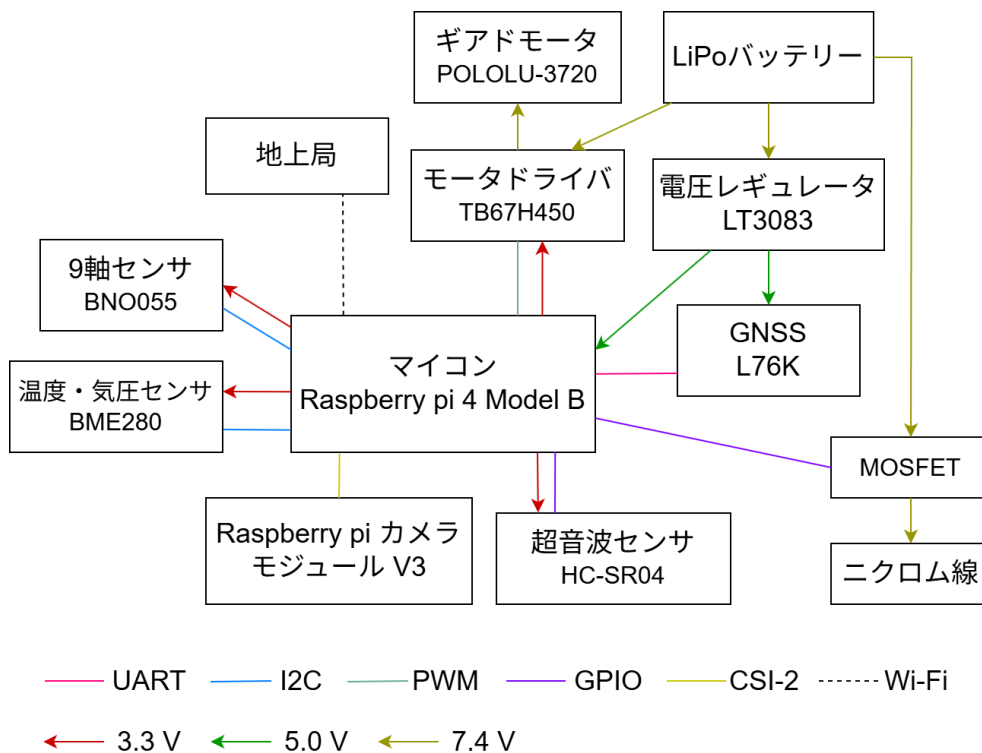 ギアドモータ
POLOLU-3720
LiPoバッテリー
地上局
モータドライバ
TB67H450
電圧レギュレータ
LT3083
9軸センサ
BNO055
GNSS
L76K
マイコン
Raspberry pi 4 Model B
温度・気圧センサ
BME280
MOSFET
Raspberry pi カメラ
モジュール V3
超音波センサ
HC-SR04
ニクロム線
UART
I2C
PWM
GPIO
CSI-2
Wi-Fi
3.3 V
5.0 V
7.4 V